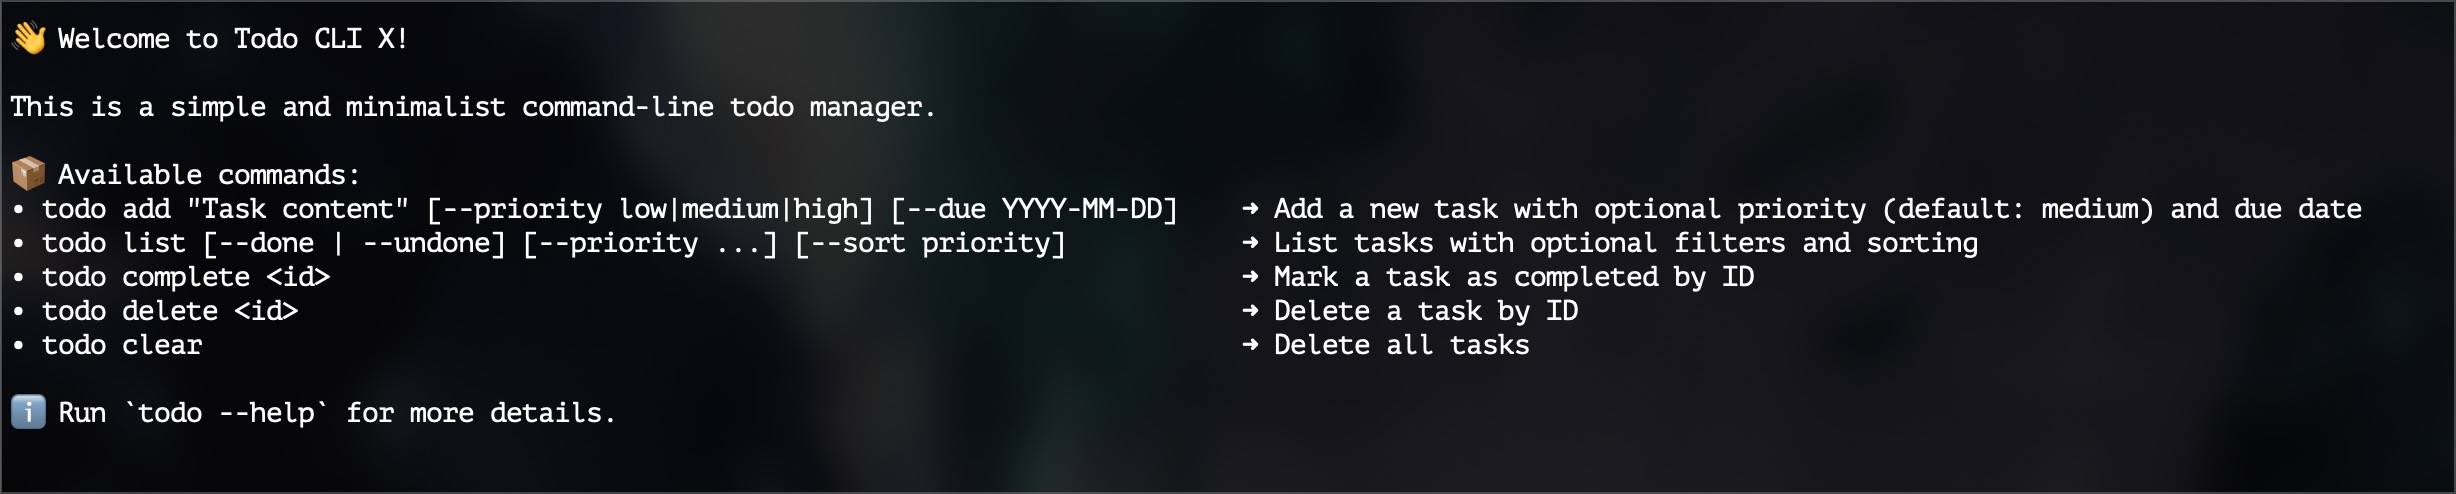 👋 Welcome to Todo CLI X!
This is a simple and minimalist command-line todo manager.
📦 Available commands:
• todo add "Task content" [--priority low|medium|high] [--due YYYY-MM-DD] → Add a new task with optional priority (default: medium) and due date
• todo list [--done | --undone] [--priority ...] [--sort priority] → List tasks with optional filters and sorting
• todo complete <id> → Mark a task as completed by ID
• todo delete <id> → Delete a task by ID
• todo clear → Delete all tasks
ℹ️ Run `todo --help` for more details.